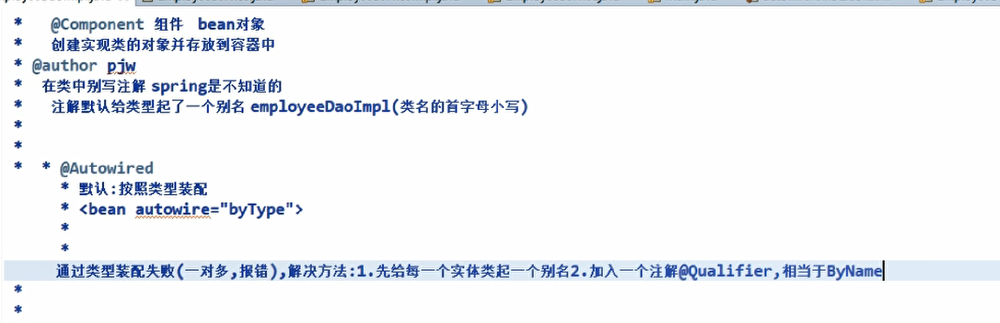 * @Component 组件 bean对象
* 创建实现类的对象并存放到容器中
* @author pjw
* 在类中别写注解 spring是不知道的
* 注解默认给类型起了一个别名 employeeDaoImpl(类名的首字母小写)
*
*
* * @Autowired
* 默认:按照类型装配
* <bean autowire="byType">
*
*
通过类型装配失败(一对多,报错),解决方法:1.先给每一个实体类起一个别名2.加入一个注解@Qualifier,相当于ByName
*
*